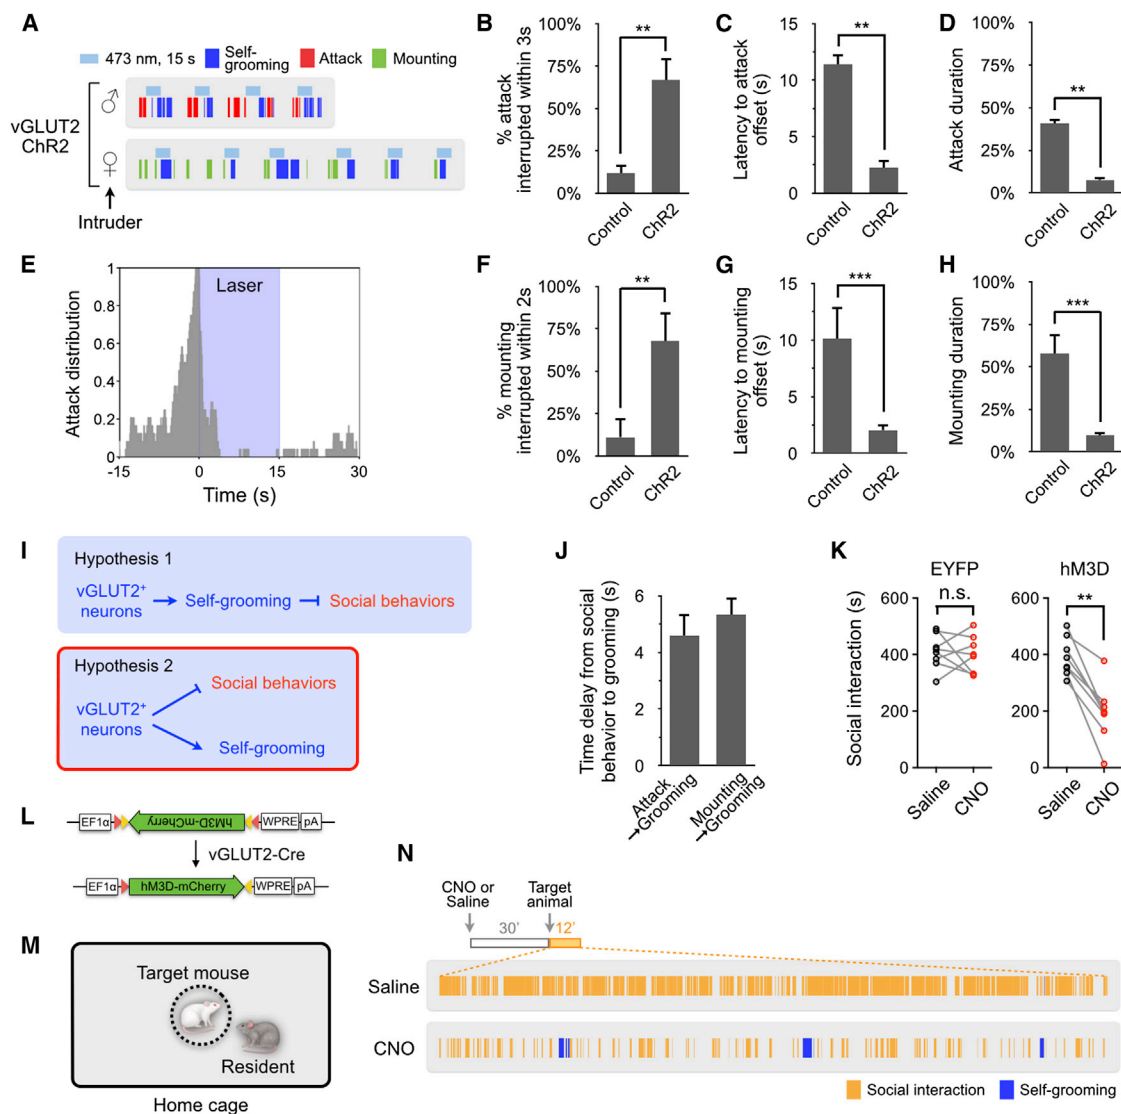 A
473 nm, 15 s
Self-
grooming
Attack
Mounting
vGLUT2
ChR2
♂
♀
Intruder
B
% attack
interrupted within 3s
100%
75%
50%
25%
0%
**
Control
ChR2
C
Latency to attack
offset (s)
15
10
5
0
**
Control
ChR2
D
Attack duration
100%
75%
50%
25%
0%
**
Control
ChR2
E
Attack distribution
1
0.8
0.6
0.4
0.2
0
Laser
-15
0
15
30
Time (s)
F
% mounting
interrupted within 2s
100%
75%
50%
25%
0%
**
Control
ChR2
G
Latency to mounting
offset (s)
15
10
5
0
***
Control
ChR2
H
Mounting duration
100%
75%
50%
25%
0%
***
Control
ChR2
I
Hypothesis 1
vGLUT2+
neurons
Self-grooming
Social behaviors
Hypothesis 2
Social behaviors
vGLUT2+
neurons
Self-grooming
J
Time delay from social
behavior to grooming (s)
6
4
2
0
Attack
→Grooming
Mounting
→Grooming
K
EYFP
n.s.
hM3D
**
Social interaction (s)
600
400
200
0
Saline
CNO
600
400
200
0
Saline
CNO
L
EF1α
hM3D-mCherry
WPRE
pA
vGLUT2-Cre
EF1α
hM3D-mCherry
WPRE
pA
M
Target mouse
Resident
Home cage
N
CNO or
Saline
Target
animal
30'
12'
Saline
CNO
Social interaction
Self-grooming